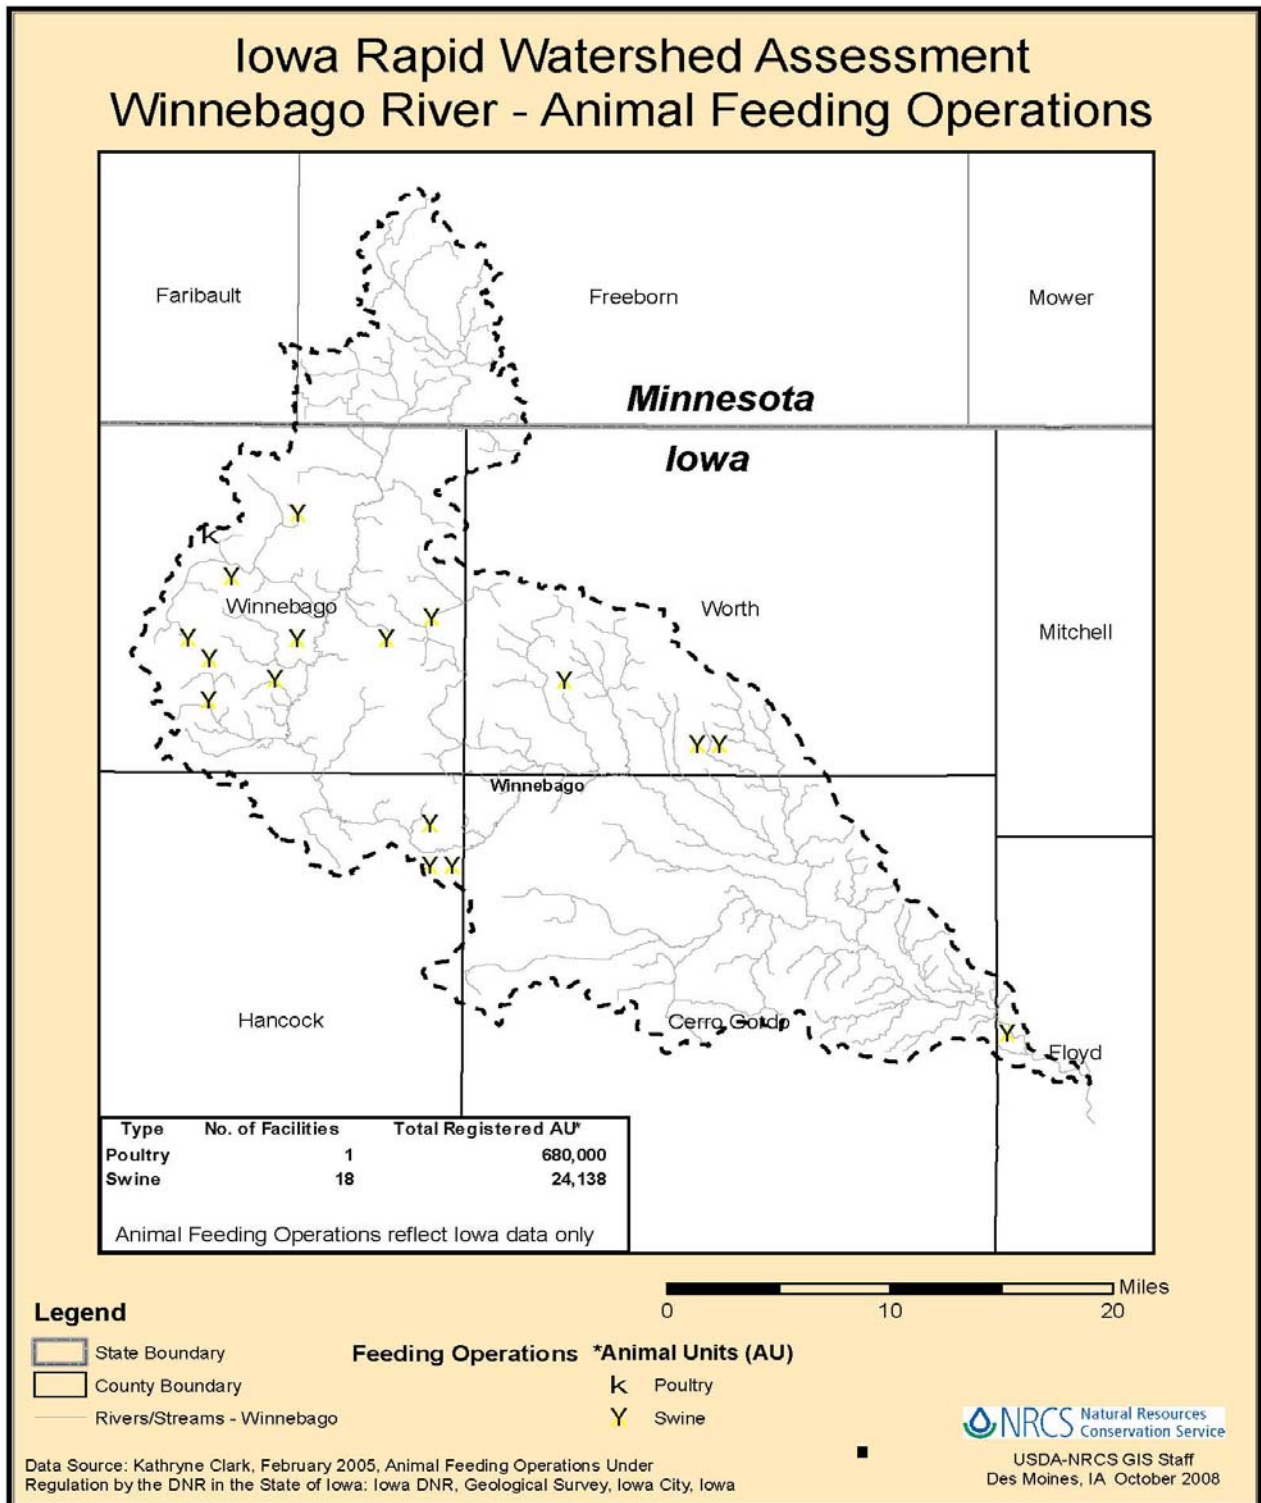 Iowa Rapid Watershed Assessment
Winnebago River - Animal Feeding Operations
Faribault
Freeborn
Mower
Minnesota
Iowa
k
Y
Y
Winnebago
Worth
Y
Y
Y
Y
Mitchell
Y
Y
Y
Y
Y Y
Winnebago
Y
Y Y
Hancock
Cerro Gordo
Y
Floyd
Type No. of Facilities Total Registered AU*
Poultry 1 680,000
Swine 18 24,138
Animal Feeding Operations reflect Iowa data only
Miles
0 10 20
Legend
State Boundary
County Boundary
Rivers/Streams - Winnebago
Feeding Operations *Animal Units (AU)
k Poultry
Y Swine
NRCS Natural Resources
Conservation Service
USDA-NRCS GIS Staff
Des Moines, IA October 2008
Data Source: Kathryne Clark, February 2005, Animal Feeding Operations Under
Regulation by the DNR in the State of Iowa: Iowa DNR, Geological Survey, Iowa City, Iowa